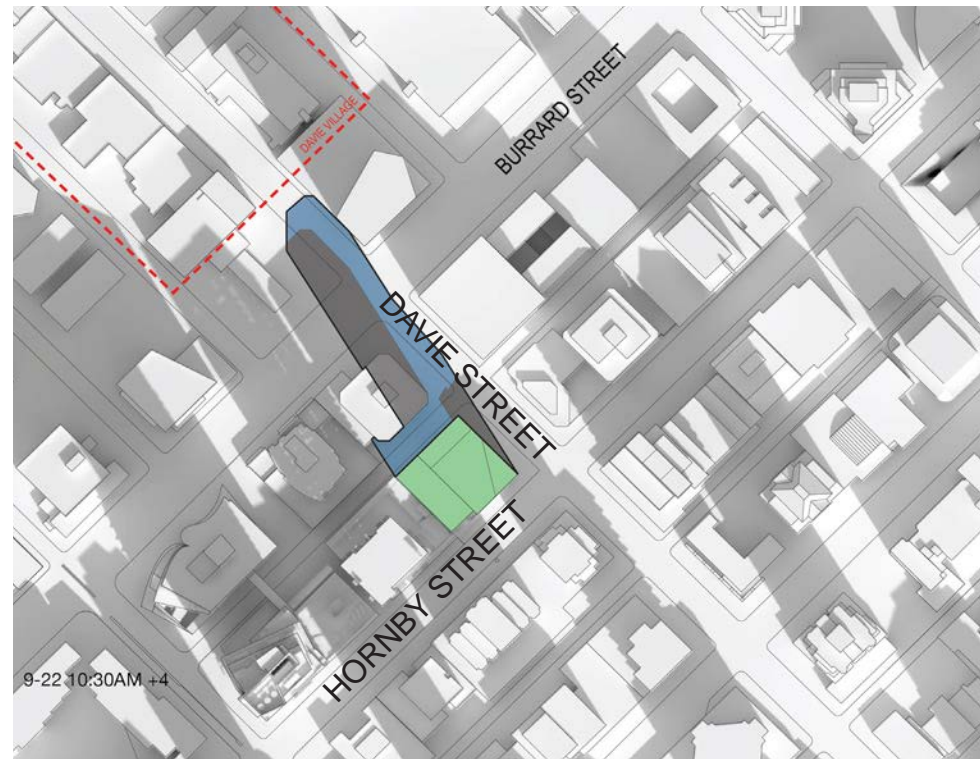 BURRARD STREET
DAVIE VILLAGE
DAVIE STREET
HORNBY STREET
9-22 10:30AM +4